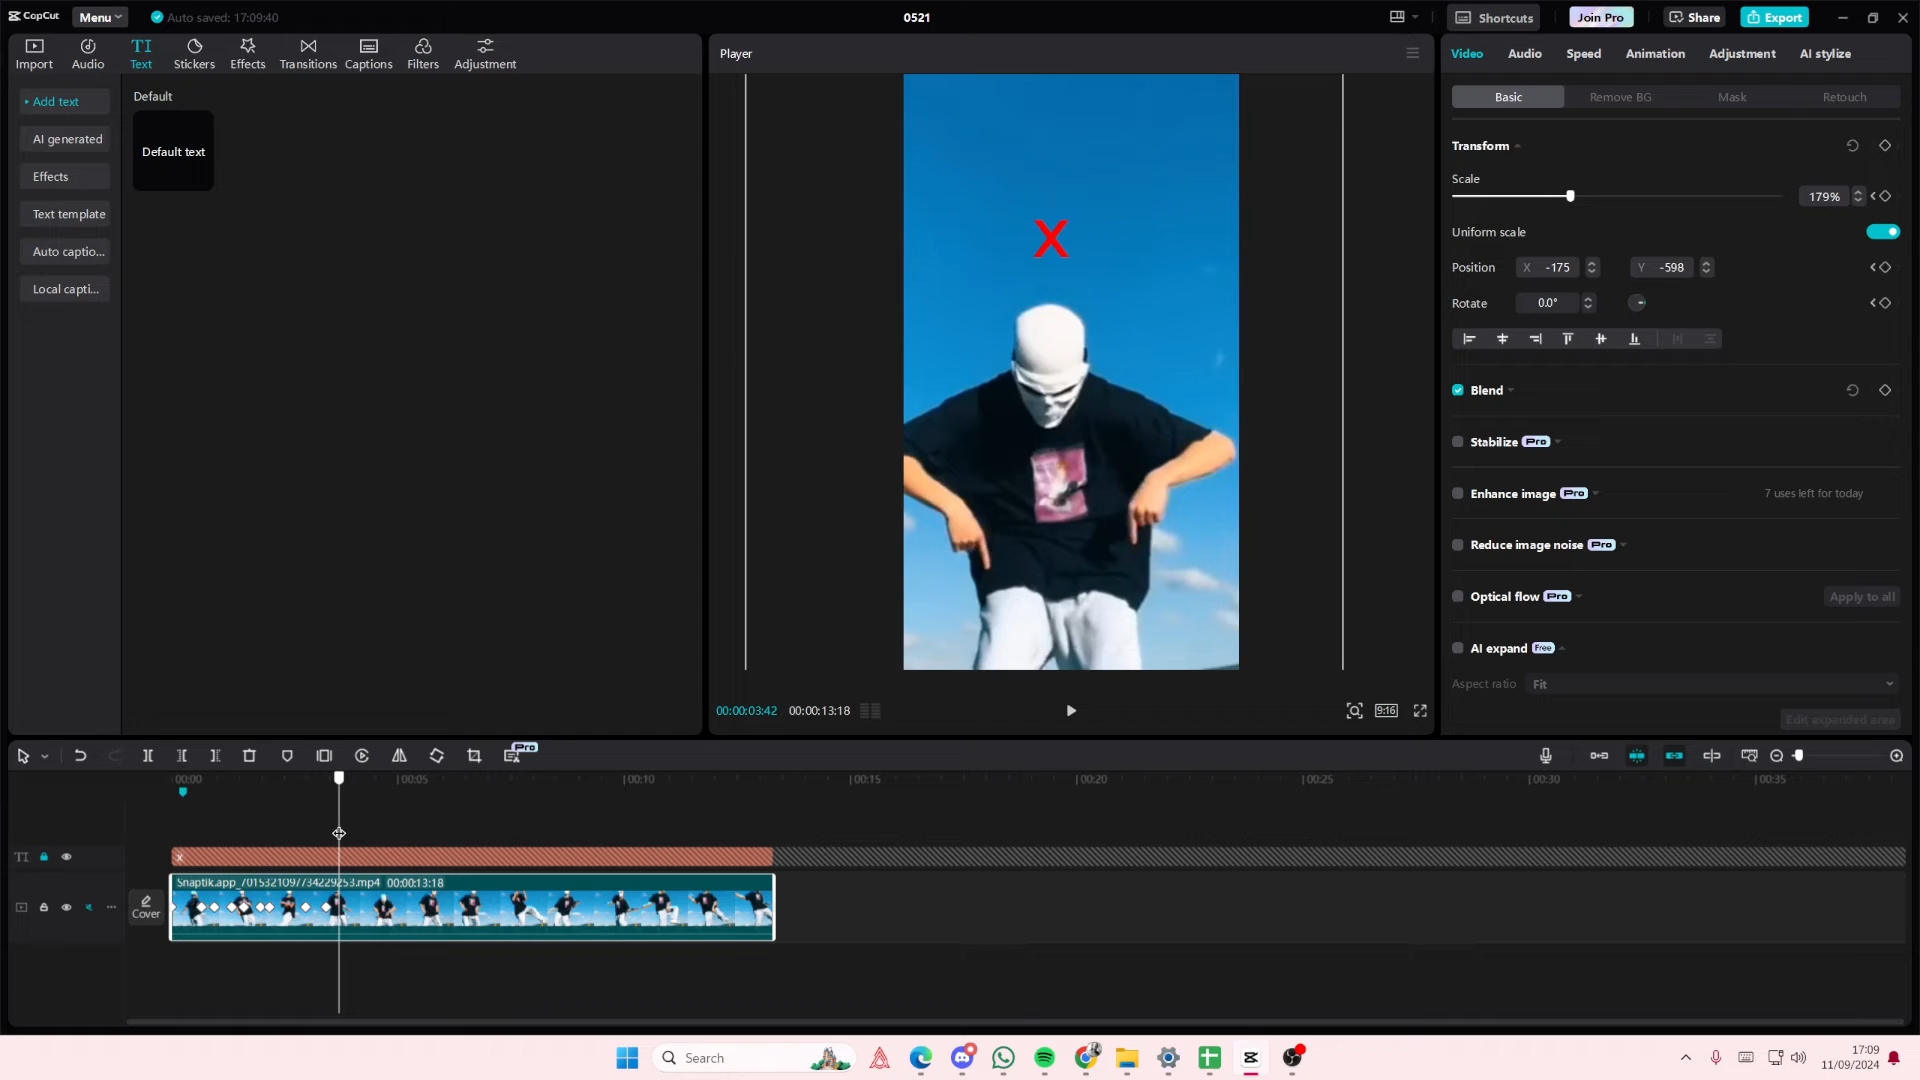 CapCut Menu Auto saved: 17:09:40 0521 Shortcuts Join Pro Share Export
Import Audio TI Text Stickers Effects Transitions Captions Filters Adjustment
Add text
AI generated
Effects
Text template
Auto captio...
Local capti...
Default
Default text
Player
X
00:00:03:42 00:00:13:18
9:16
Video Audio Speed Animation Adjustment AI stylize
Basic Remove BG Mask Retouch
Transform
Scale
179%
Uniform scale
Position X -175 Y -598
Rotate 0.0°
Blend
Stabilize Pro
Enhance image Pro 7 uses left for today
Reduce image noise Pro
Optical flow Pro Apply to all
AI expand Free
Aspect ratio Fit
Edit expanded area
Pro
00:00 00:05 00:10 00:15 00:20 00:25 00:30 00:35
TI x
Snaptik.app_7015321097734229253.mp4 00:00:13:18
Cover
Search
17:09
11/09/2024